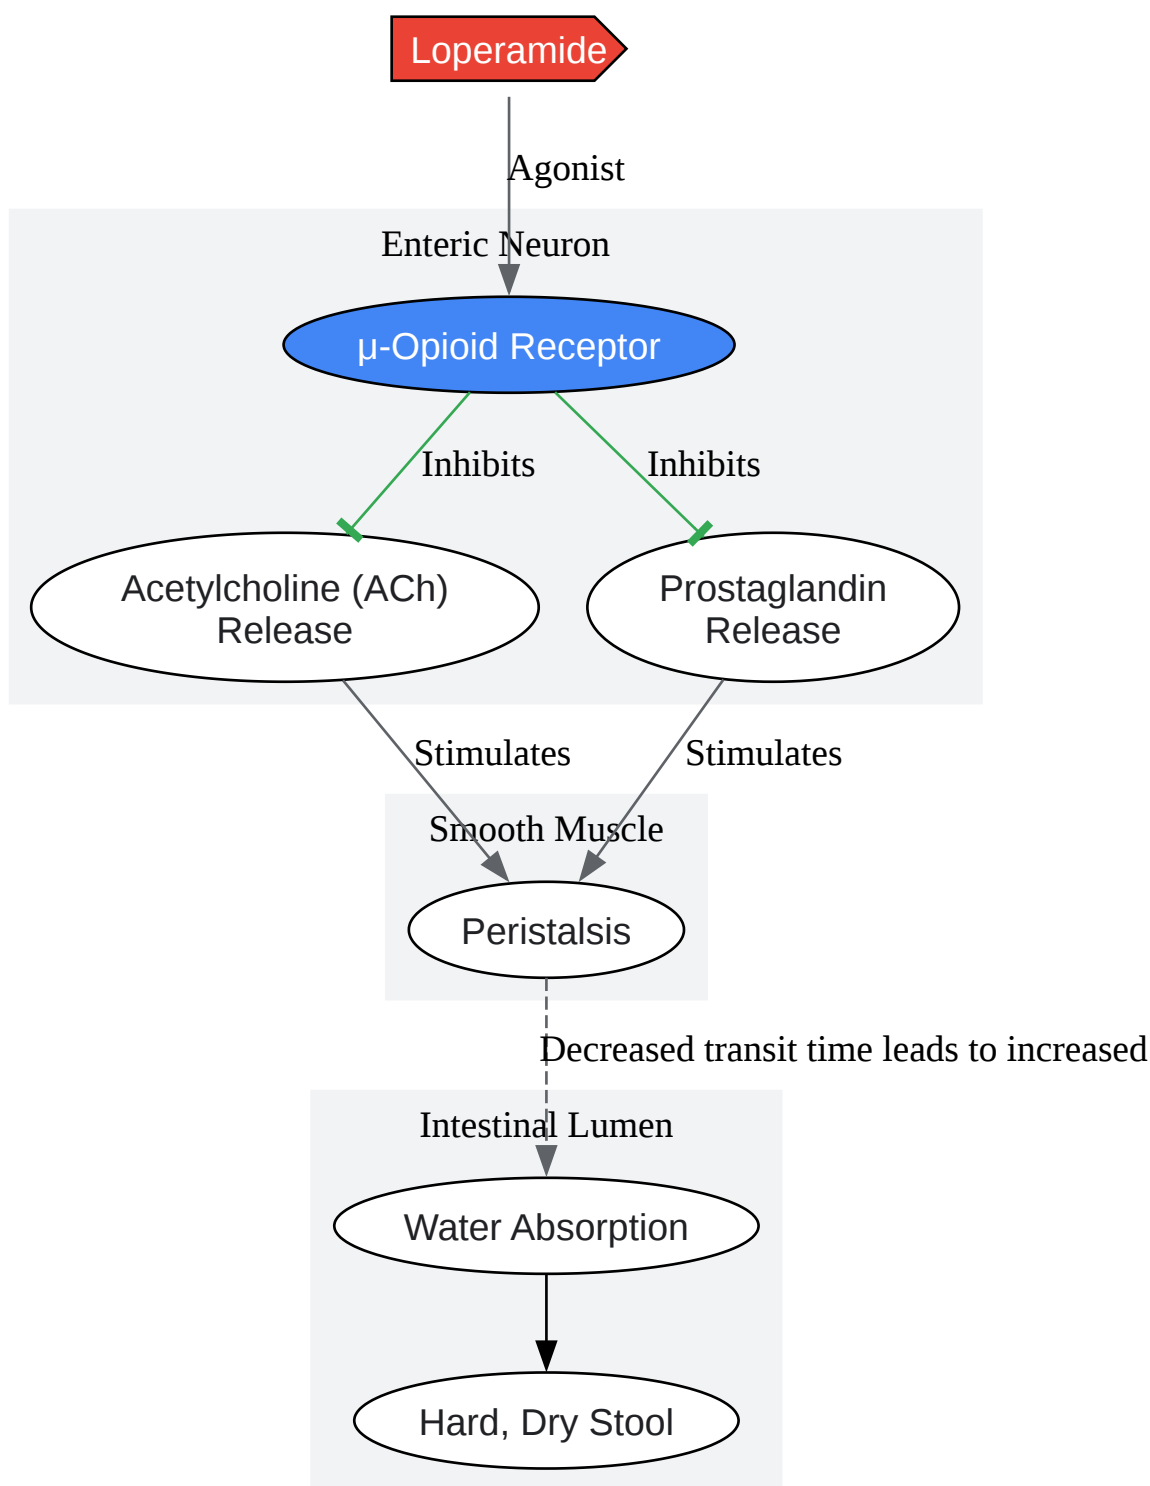 Loperamide
Agonist
Enteric Neuron
μ-Opioid Receptor
Inhibits
Inhibits
Acetylcholine (ACh)
Release
Prostaglandin
Release
Stimulates
Stimulates
Smooth Muscle
Peristalsis
Decreased transit time leads to increased
Intestinal Lumen
Water Absorption
Hard, Dry Stool